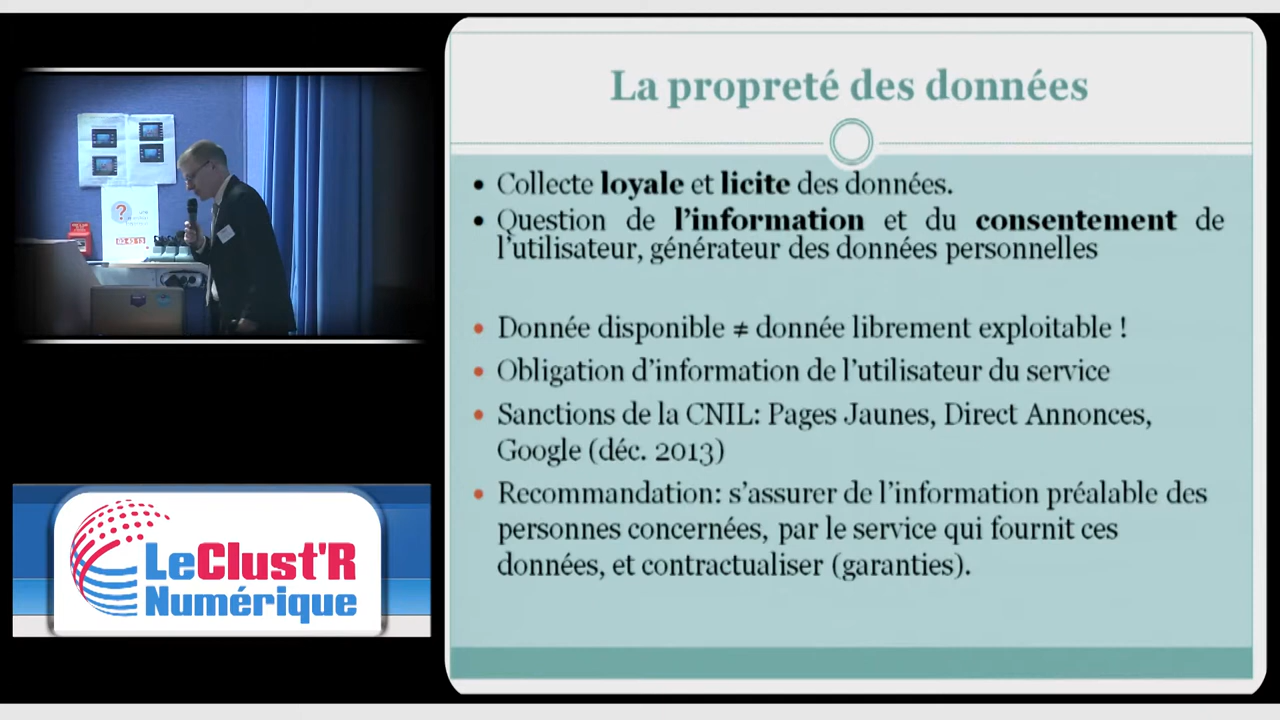 La propreté des données
• Collecte loyale et licite des données.
• Question de l'information et du consentement de
l'utilisateur, générateur des données personnelles
• Donnée disponible ≠ donnée librement exploitable !
• Obligation d'information de l'utilisateur du service
• Sanctions de la CNIL: Pages Jaunes, Direct Annonces,
Google (déc. 2013)
• Recommandation: s'assurer de l'information préalable des
personnes concernées, par le service qui fournit ces
données, et contractualiser (garanties).
?
LeClust'R
Numérique